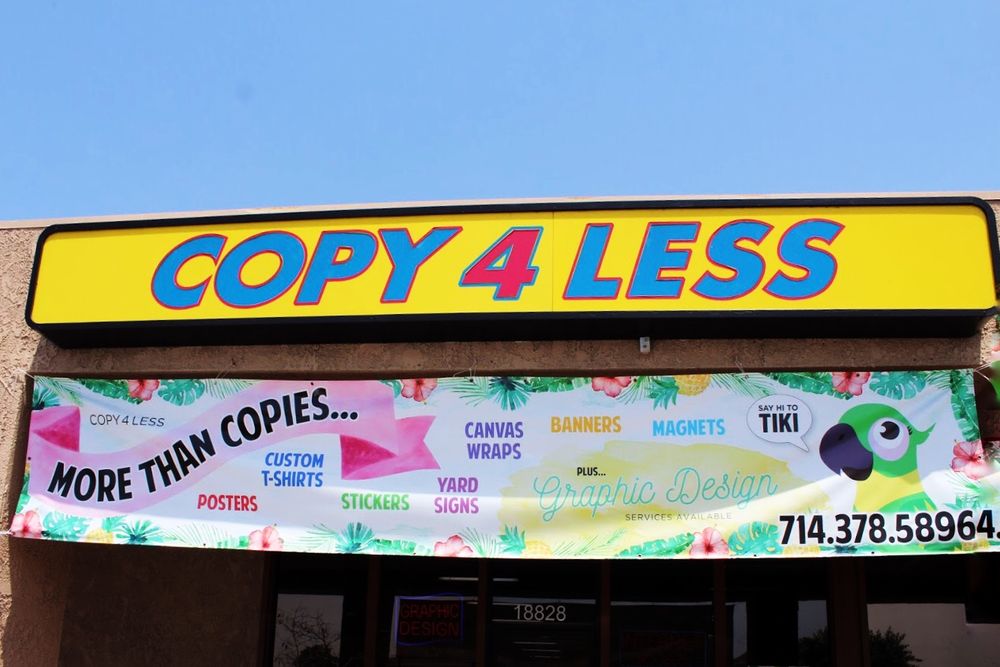 COPY 4 LESS
COPY 4 LESS
MORE THAN COPIES...
POSTERS
CUSTOM
T-SHIRTS
STICKERS
CANVAS
WRAPS
YARD
SIGNS
BANNERS
MAGNETS
PLUS...
Graphic Design
SERVICES AVAILABLE
SAY HI TO
TIKI
714.378.58964.
GRAPHIC
DESIGN
18828